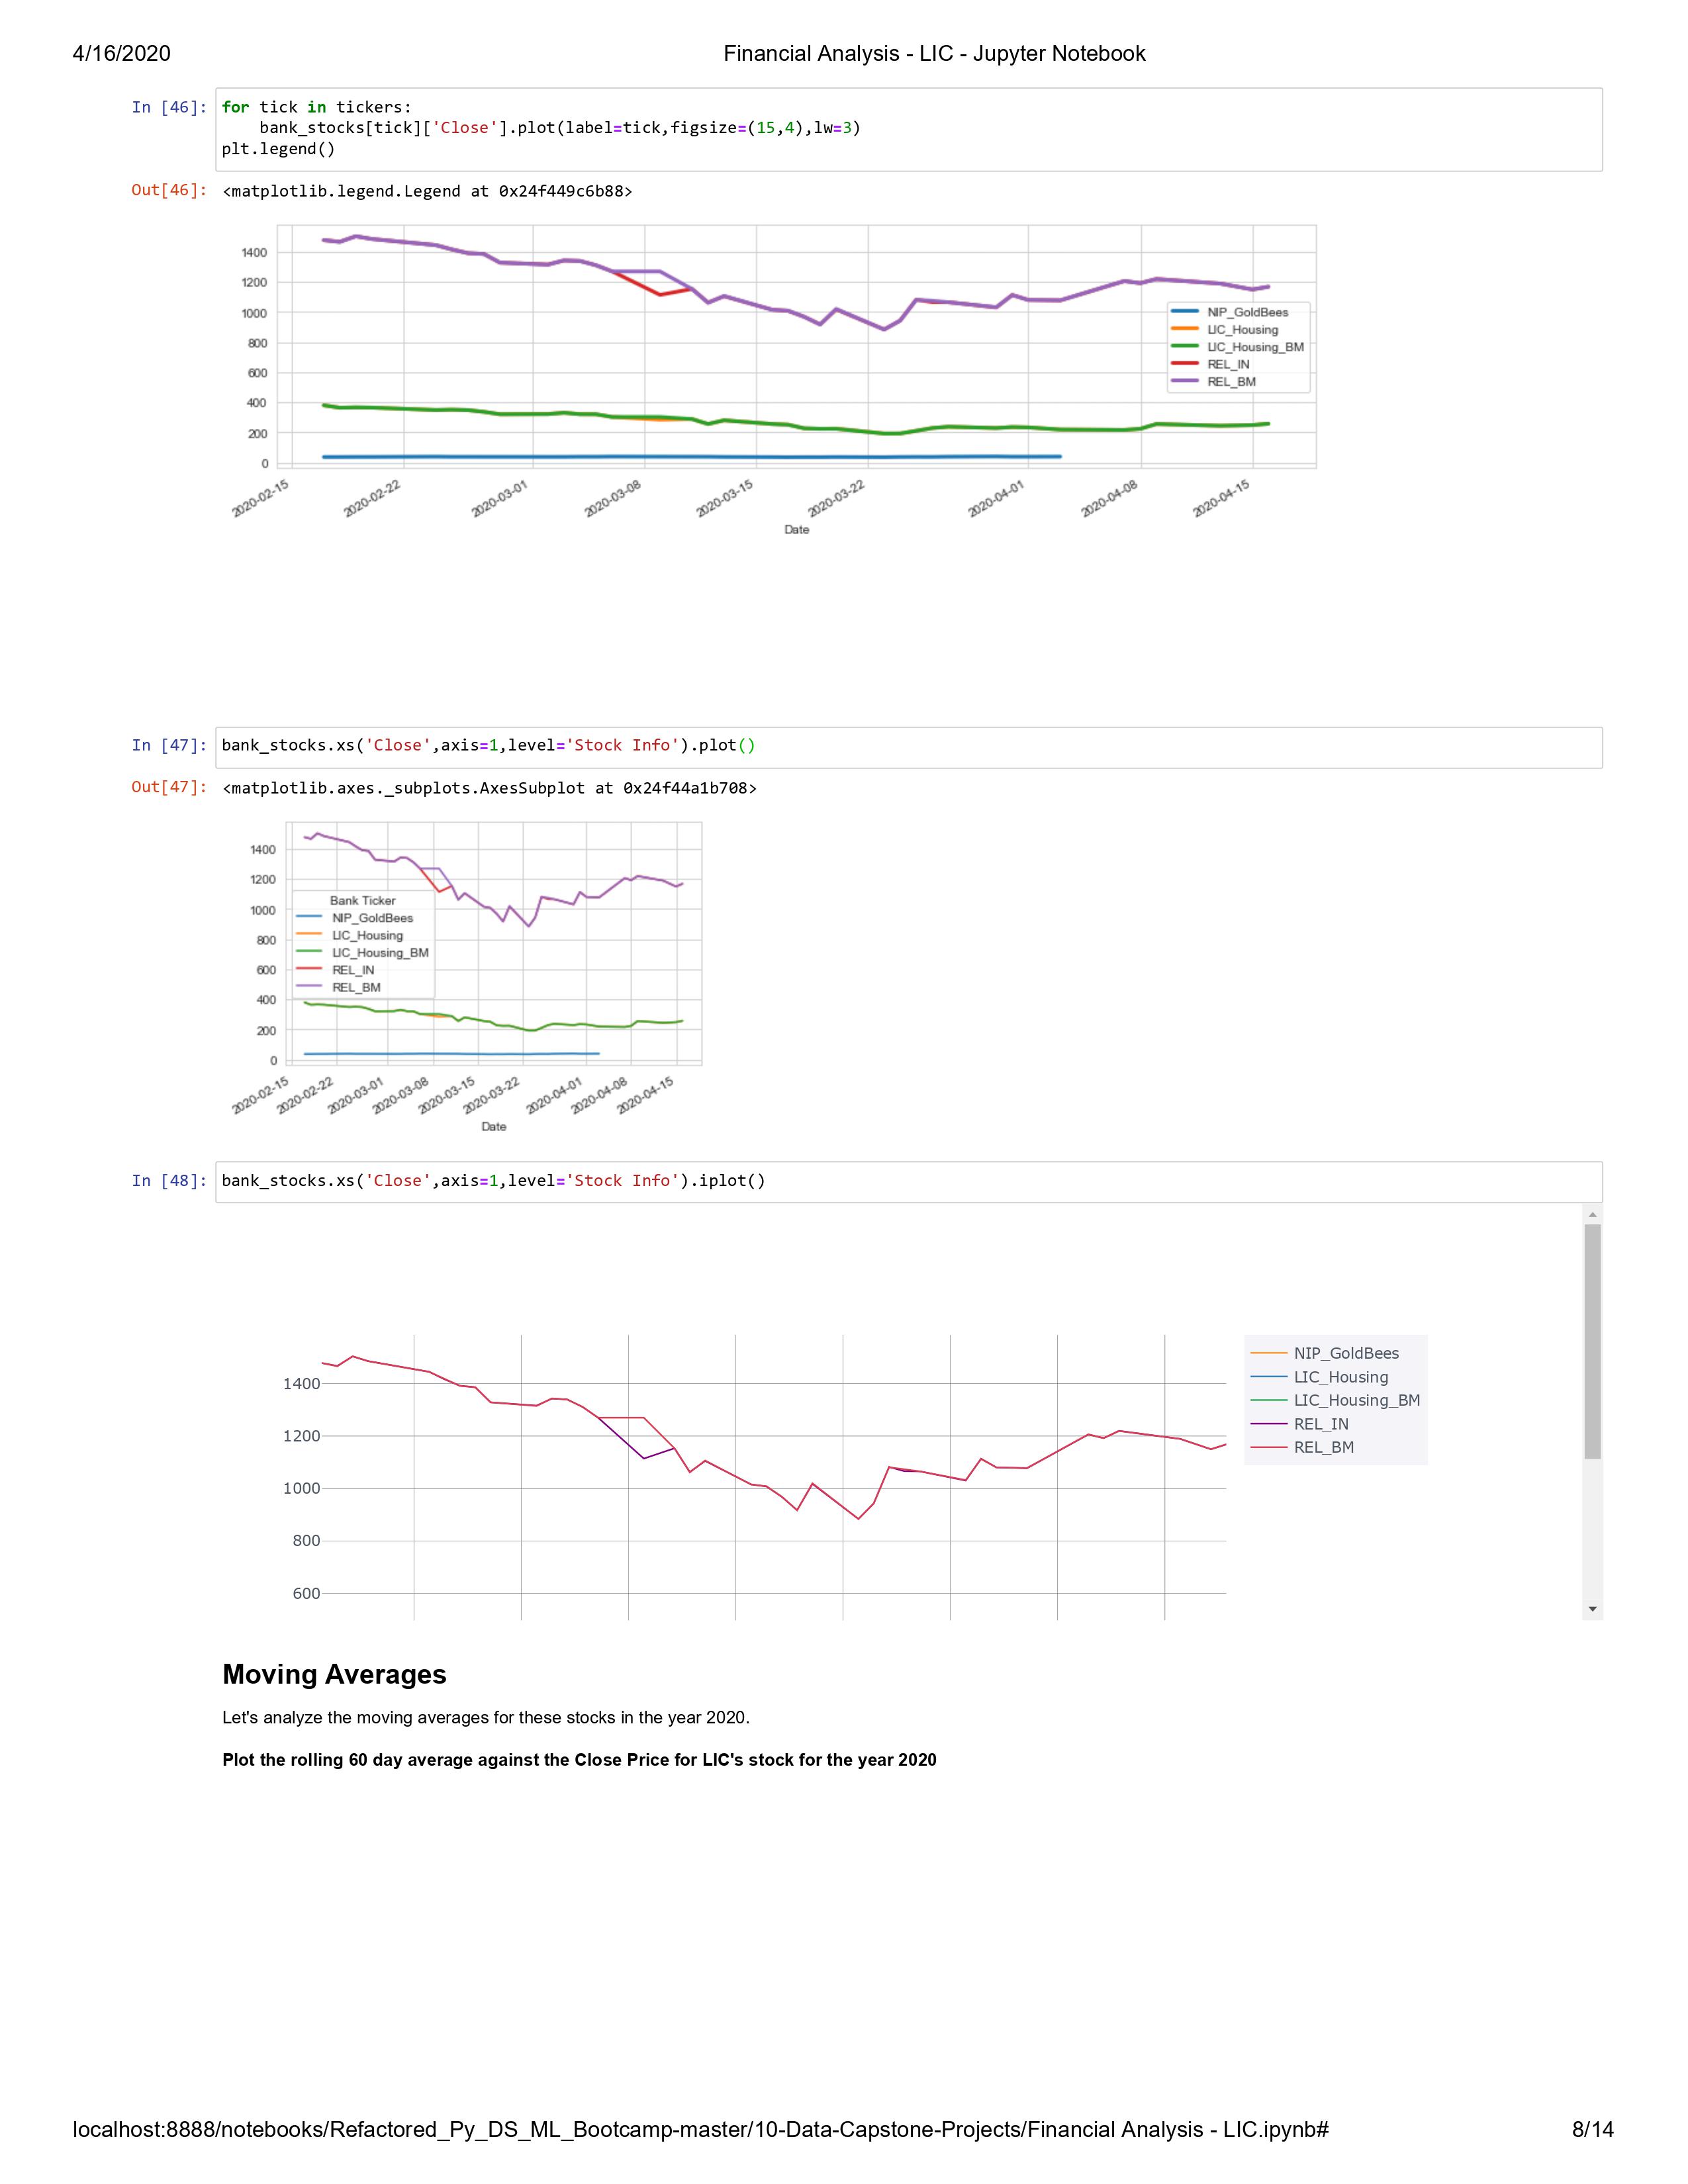 4/16/2020 Financial Analysis - LIC - Jupyter Notebook
In [46]: for tick in tickers:
    bank_stocks[tick]['Close'].plot(label=tick,figsize=(15,4),lw=3)
plt.legend()
Out[46]: <matplotlib.legend.Legend at 0x24f449c6b88>
1400
1200
1000
800
600
400
200
0
NIP_GoldBees
LIC_Housing
LIC_Housing_BM
REL_IN
REL_BM
2020-02-15 2020-02-22 2020-03-01 2020-03-08 2020-03-15 2020-03-22 2020-04-01 2020-04-08 2020-04-15
Date
In [47]: bank_stocks.xs('Close',axis=1,level='Stock Info').plot()
Out[47]: <matplotlib.axes._subplots.AxesSubplot at 0x24f44a1b708>
1400
1200
1000
800
600
400
200
0
Bank Ticker
NIP_GoldBees
LIC_Housing
LIC_Housing_BM
REL_IN
REL_BM
2020-02-15 2020-02-22 2020-03-01 2020-03-08 2020-03-15 2020-03-22 2020-04-01 2020-04-08 2020-04-15
Date
In [48]: bank_stocks.xs('Close',axis=1,level='Stock Info').iplot()
1400
1200
1000
800
600
NIP_GoldBees
LIC_Housing
LIC_Housing_BM
REL_IN
REL_BM
Moving Averages
Let's analyze the moving averages for these stocks in the year 2020.
Plot the rolling 60 day average against the Close Price for LIC's stock for the year 2020
localhost:8888/notebooks/Refactored_Py_DS_ML_Bootcamp-master/10-Data-Capstone-Projects/Financial Analysis - LIC.ipynb# 8/14